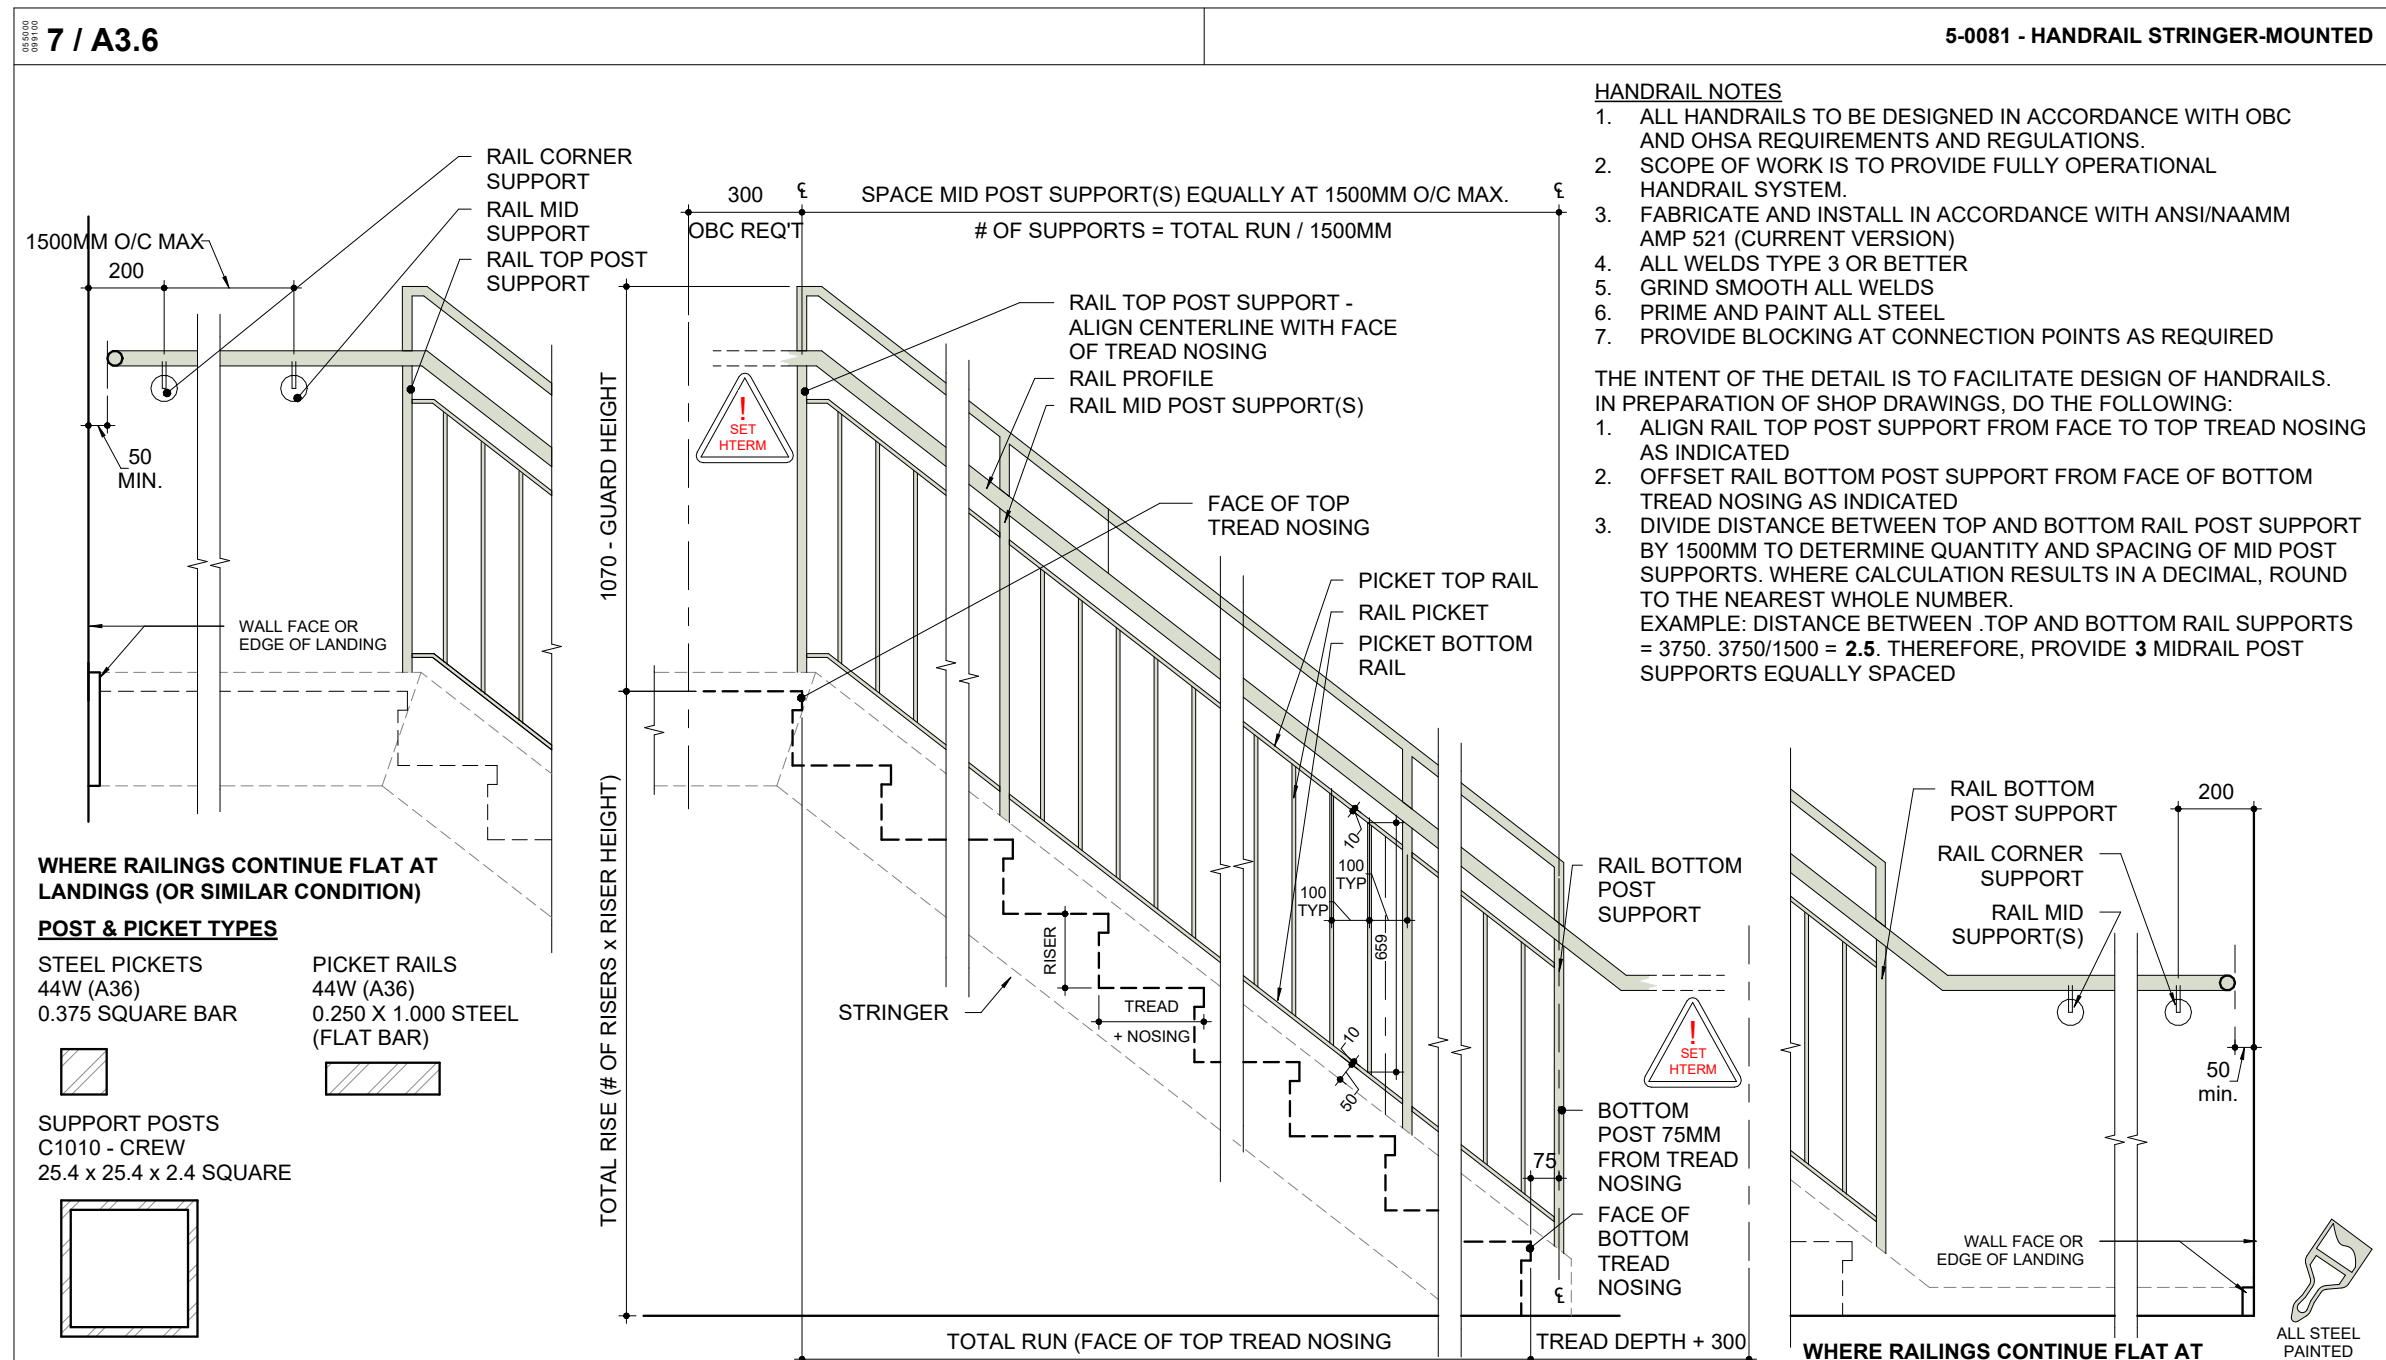 055000
099100
7 / A3.6
5-0081 - HANDRAIL STRINGER-MOUNTED
HANDRAIL NOTES
1. ALL HANDRAILS TO BE DESIGNED IN ACCORDANCE WITH OBC
AND OHSA REQUIREMENTS AND REGULATIONS.
2. SCOPE OF WORK IS TO PROVIDE FULLY OPERATIONAL
HANDRAIL SYSTEM.
3. FABRICATE AND INSTALL IN ACCORDANCE WITH ANSI/NAAMM
AMP 521 (CURRENT VERSION)
4. ALL WELDS TYPE 3 OR BETTER
5. GRIND SMOOTH ALL WELDS
6. PRIME AND PAINT ALL STEEL
7. PROVIDE BLOCKING AT CONNECTION POINTS AS REQUIRED
THE INTENT OF THE DETAIL IS TO FACILITATE DESIGN OF HANDRAILS.
IN PREPARATION OF SHOP DRAWINGS, DO THE FOLLOWING:
1. ALIGN RAIL TOP POST SUPPORT FROM FACE TO TOP TREAD NOSING
AS INDICATED
2. OFFSET RAIL BOTTOM POST SUPPORT FROM FACE OF BOTTOM
TREAD NOSING AS INDICATED
3. DIVIDE DISTANCE BETWEEN TOP AND BOTTOM RAIL POST SUPPORT
BY 1500MM TO DETERMINE QUANTITY AND SPACING OF MID POST
SUPPORTS. WHERE CALCULATION RESULTS IN A DECIMAL, ROUND
TO THE NEAREST WHOLE NUMBER.
EXAMPLE: DISTANCE BETWEEN .TOP AND BOTTOM RAIL SUPPORTS
= 3750. 3750/1500 = 2.5. THEREFORE, PROVIDE 3 MIDRAIL POST
SUPPORTS EQUALLY SPACED
RAIL CORNER
SUPPORT
RAIL MID
SUPPORT
RAIL TOP POST
SUPPORT
1500MM O/C MAX
200
50
MIN.
WALL FACE OR
EDGE OF LANDING
WHERE RAILINGS CONTINUE FLAT AT
LANDINGS (OR SIMILAR CONDITION)
POST & PICKET TYPES
STEEL PICKETS
44W (A36)
0.375 SQUARE BAR
PICKET RAILS
44W (A36)
0.250 X 1.000 STEEL
(FLAT BAR)
SUPPORT POSTS
C1010 - CREW
25.4 x 25.4 x 2.4 SQUARE
300
OBC REQ'T
℄
SPACE MID POST SUPPORT(S) EQUALLY AT 1500MM O/C MAX.
℄
# OF SUPPORTS = TOTAL RUN / 1500MM
1070 - GUARD HEIGHT
TOTAL RISE (# OF RISERS x RISER HEIGHT)
! SET
HTERM
RAIL TOP POST SUPPORT -
ALIGN CENTERLINE WITH FACE
OF TREAD NOSING
RAIL PROFILE
RAIL MID POST SUPPORT(S)
FACE OF TOP
TREAD NOSING
PICKET TOP RAIL
RAIL PICKET
PICKET BOTTOM
RAIL
10
100
TYP
100
TYP
659
10
50
RISER
TREAD
+ NOSING
STRINGER
RAIL BOTTOM
POST
SUPPORT
! SET
HTERM
BOTTOM
POST 75MM
FROM TREAD
NOSING
75
FACE OF
BOTTOM
TREAD
NOSING
℄
TOTAL RUN (FACE OF TOP TREAD NOSING
TREAD DEPTH + 300
RAIL BOTTOM
POST SUPPORT
200
RAIL CORNER
SUPPORT
RAIL MID
SUPPORT(S)
50
min.
WALL FACE OR
EDGE OF LANDING
WHERE RAILINGS CONTINUE FLAT AT
ALL STEEL
PAINTED